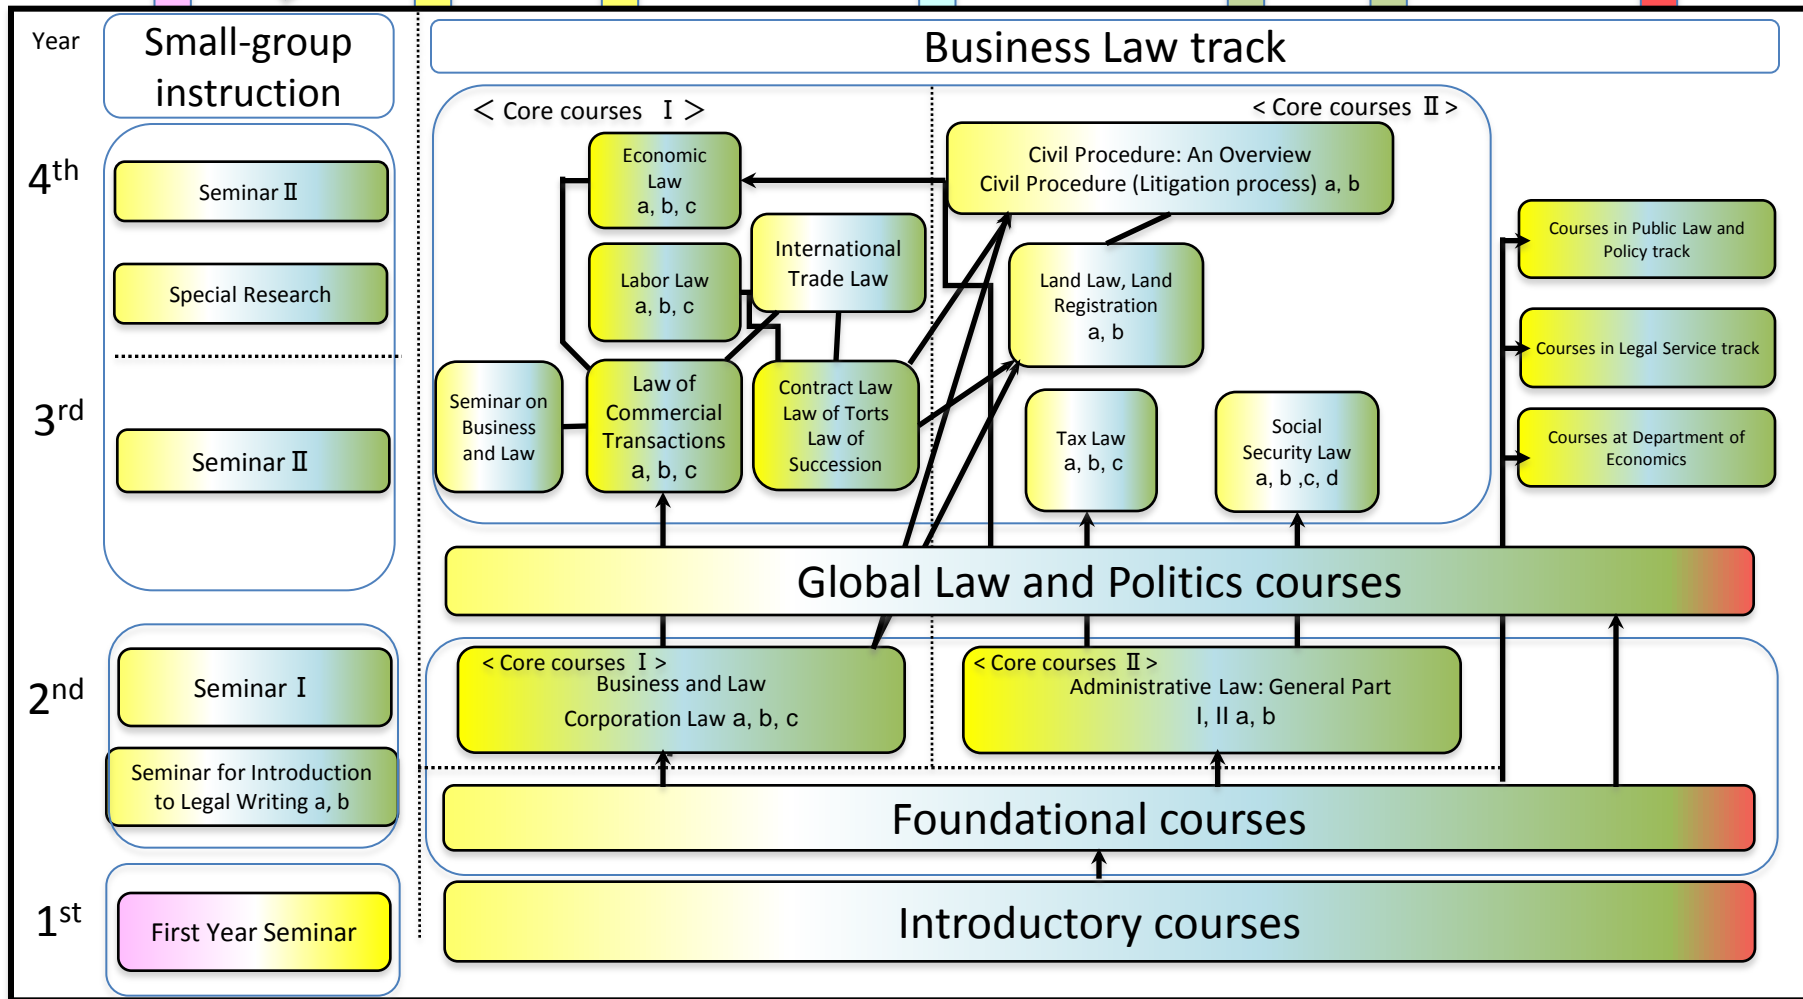 Year
Small-group
instruction
Business Law track
< Core courses Ⅰ >
< Core courses Ⅱ >
4th
Seminar Ⅱ
Special Research
Economic
Law
a, b, c
Labor Law
a, b, c
International
Trade Law
Civil Procedure: An Overview
Civil Procedure (Litigation process) a, b
Land Law, Land
Registration
a, b
Courses in Public Law and
Policy track
Courses in Legal Service track
Courses at Department of
Economics
3rd
Seminar Ⅱ
Seminar on
Business
and Law
Law of
Commercial
Transactions
a, b, c
Contract Law
Law of Torts
Law of
Succession
Tax Law
a, b, c
Social
Security Law
a, b ,c, d
Global Law and Politics courses
2nd
Seminar Ⅰ
Seminar for Introduction
to Legal Writing a, b
< Core courses Ⅰ >
Business and Law
Corporation Law a, b, c
< Core courses Ⅱ >
Administrative Law: General Part
I, II a, b
Foundational courses
1st
First Year Seminar
Introductory courses